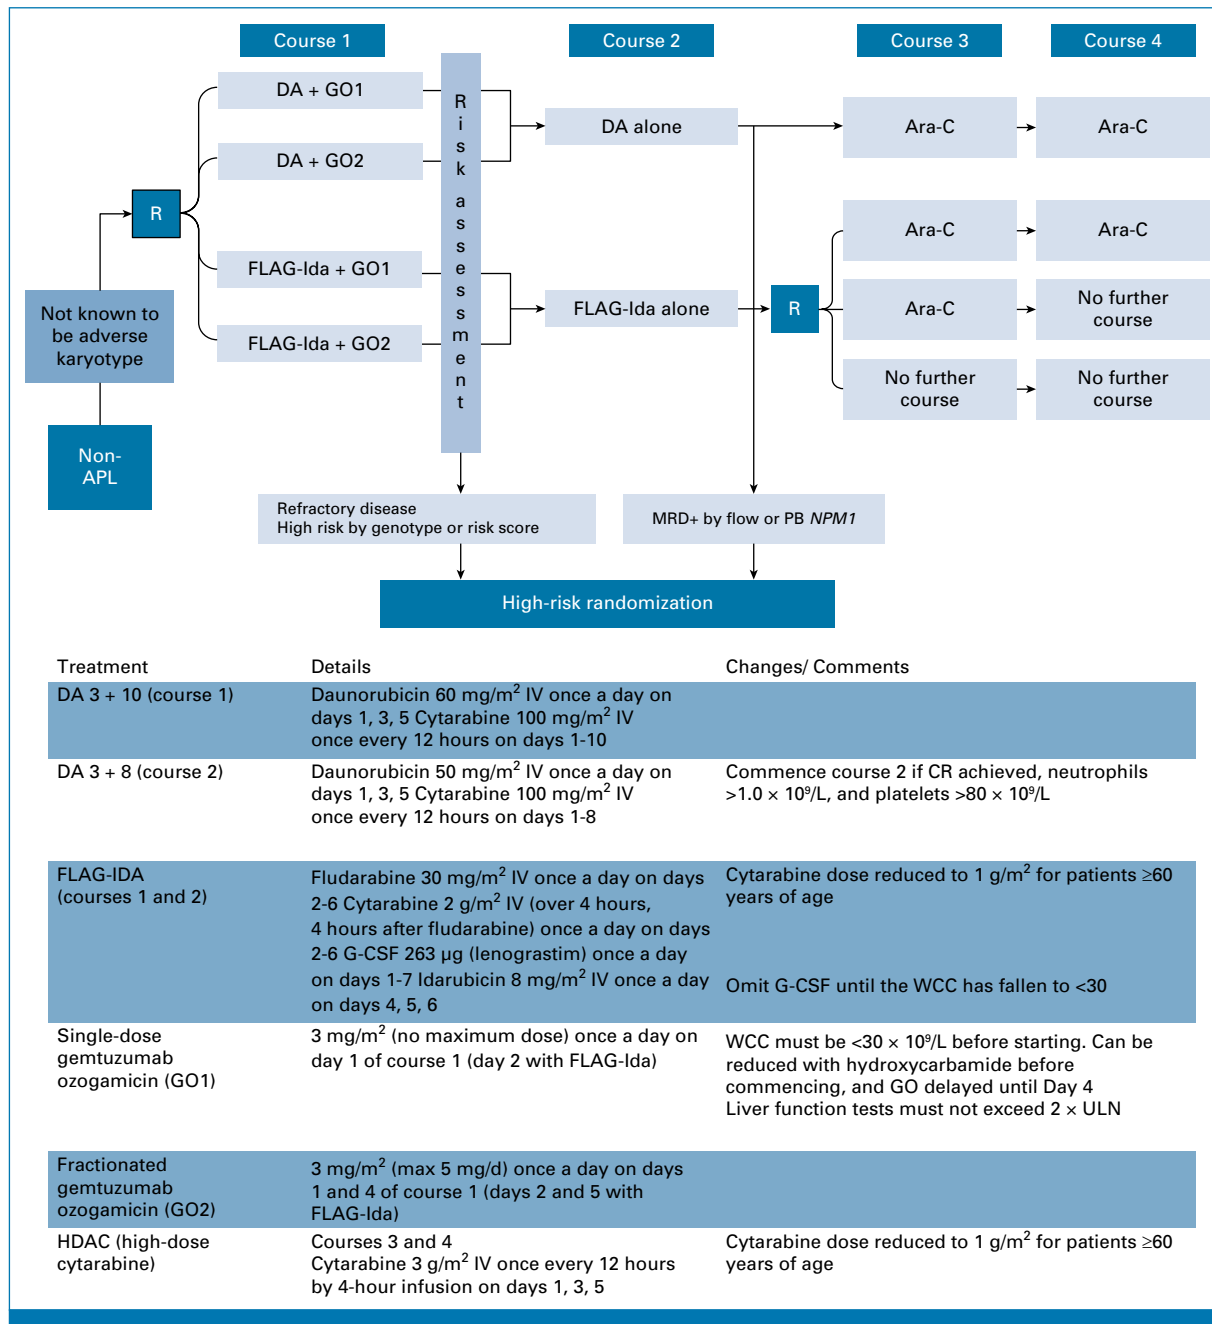 Course 1
Course 2
Course 3
Course 4
DA + GO1
DA + GO2
FLAG-Ida + GO1
FLAG-Ida + GO2
R
Not known to
be adverse
karyotype
Non-
APL
Risk assessment
DA alone
FLAG-Ida alone
R
Ara-C
Ara-C
Ara-C
Ara-C
Ara-C
No further
course
No further
course
No further
course
Refractory disease
High risk by genotype or risk score
MRD+ by flow or PB NPM1
High-risk randomization
Treatment
Details
Changes/ Comments
DA 3 + 10 (course 1)
Daunorubicin 60 mg/m² IV once a day on
days 1, 3, 5 Cytarabine 100 mg/m² IV
once every 12 hours on days 1-10
DA 3 + 8 (course 2)
Daunorubicin 50 mg/m² IV once a day on
days 1, 3, 5 Cytarabine 100 mg/m² IV
once every 12 hours on days 1-8
Commence course 2 if CR achieved, neutrophils
>1.0 × 10⁹/L, and platelets >80 × 10⁹/L
FLAG-IDA
(courses 1 and 2)
Fludarabine 30 mg/m² IV once a day on days
2-6 Cytarabine 2 g/m² IV (over 4 hours,
4 hours after fludarabine) once a day on days
2-6 G-CSF 263 µg (lenograstim) once a day
on days 1-7 Idarubicin 8 mg/m² IV once a day
on days 4, 5, 6
Cytarabine dose reduced to 1 g/m² for patients ≥60
years of age
Omit G-CSF until the WCC has fallen to <30
Single-dose
gemtuzumab
ozogamicin (GO1)
3 mg/m² (no maximum dose) once a day on
day 1 of course 1 (day 2 with FLAG-Ida)
WCC must be <30 × 10⁹/L before starting. Can be
reduced with hydroxycarbamide before
commencing, and GO delayed until Day 4
Liver function tests must not exceed 2 × ULN
Fractionated
gemtuzumab
ozogamicin (GO2)
3 mg/m² (max 5 mg/d) once a day on days
1 and 4 of course 1 (days 2 and 5 with
FLAG-Ida)
HDAC (high-dose
cytarabine)
Courses 3 and 4
Cytarabine 3 g/m² IV once every 12 hours
by 4-hour infusion on days 1, 3, 5
Cytarabine dose reduced to 1 g/m² for patients ≥60
years of age